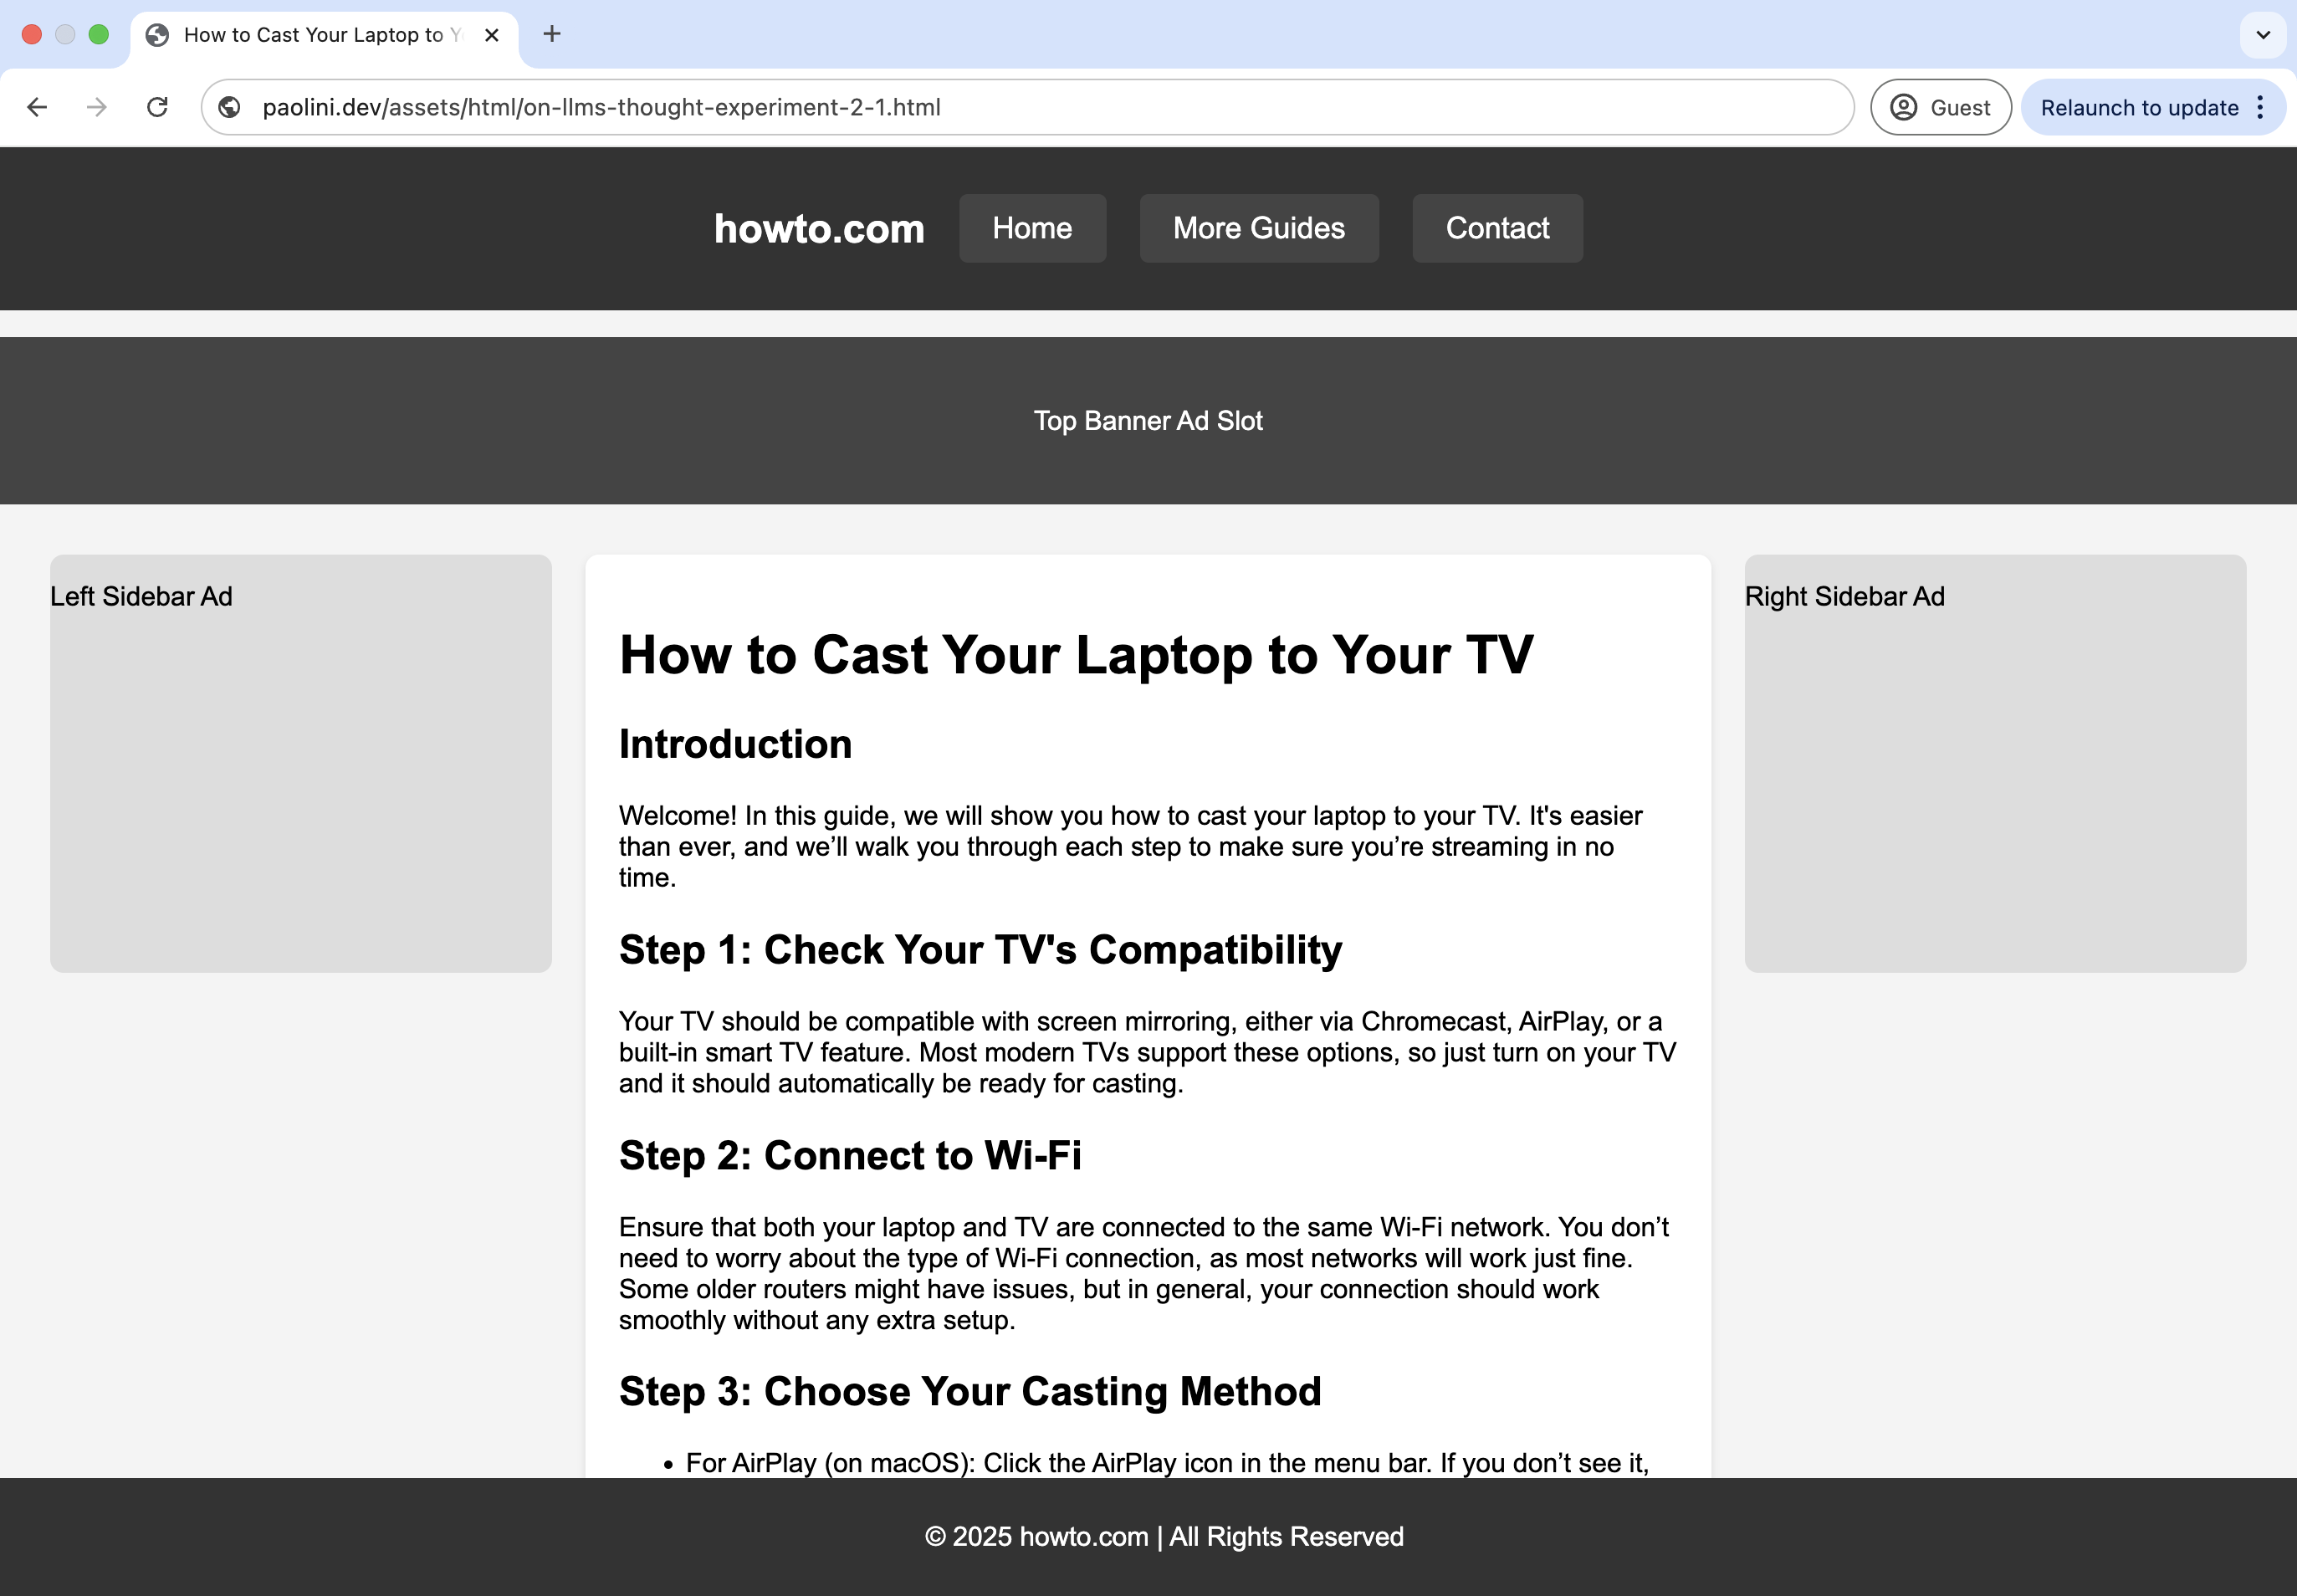 How to Cast Your Laptop to Y
paolini.dev/assets/html/on-llms-thought-experiment-2-1.html
Guest
Relaunch to update
howto.com
Home
More Guides
Contact
Top Banner Ad Slot
Left Sidebar Ad
Right Sidebar Ad
How to Cast Your Laptop to Your TV
Introduction
Welcome! In this guide, we will show you how to cast your laptop to your TV. It's easier
than ever, and we’ll walk you through each step to make sure you’re streaming in no
time.
Step 1: Check Your TV's Compatibility
Your TV should be compatible with screen mirroring, either via Chromecast, AirPlay, or a
built-in smart TV feature. Most modern TVs support these options, so just turn on your TV
and it should automatically be ready for casting.
Step 2: Connect to Wi-Fi
Ensure that both your laptop and TV are connected to the same Wi-Fi network. You don’t
need to worry about the type of Wi-Fi connection, as most networks will work just fine.
Some older routers might have issues, but in general, your connection should work
smoothly without any extra setup.
Step 3: Choose Your Casting Method
• For AirPlay (on macOS): Click the AirPlay icon in the menu bar. If you don’t see it,
© 2025 howto.com | All Rights Reserved